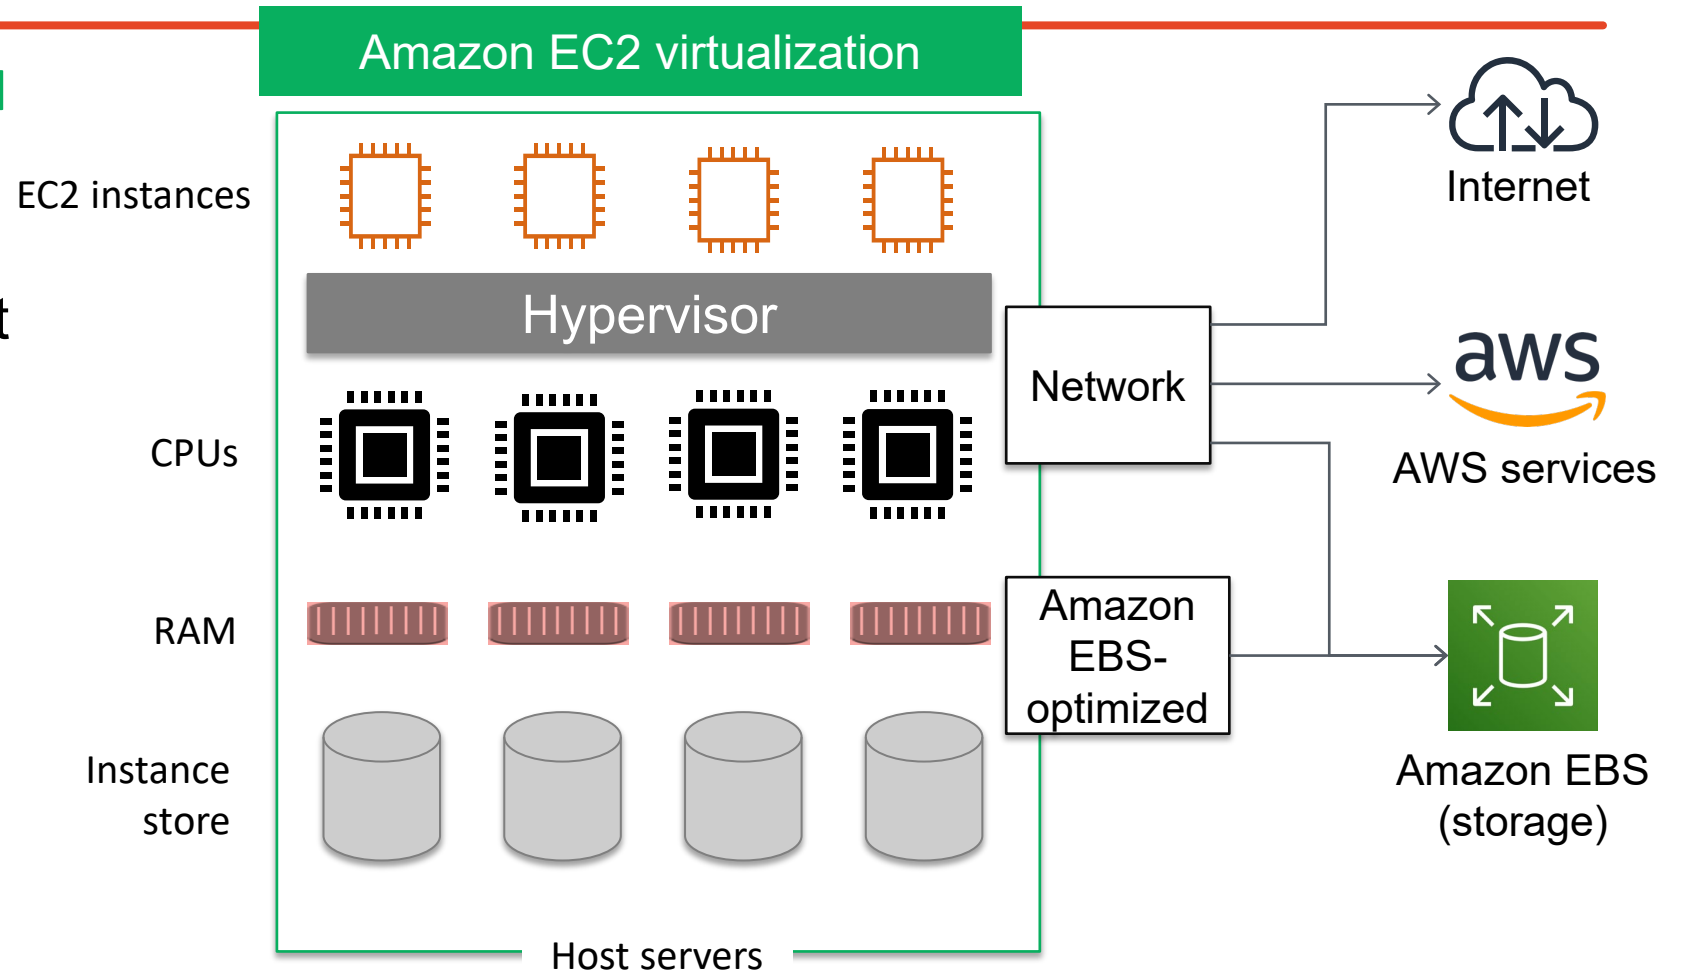 Amazon EC2 virtualization
EC2 instances
t
Hypervisor
Network
CPUs
RAM
Amazon
EBS-
optimized
Instance
store
Host servers
Internet
aws
AWS services
Amazon EBS
(storage)